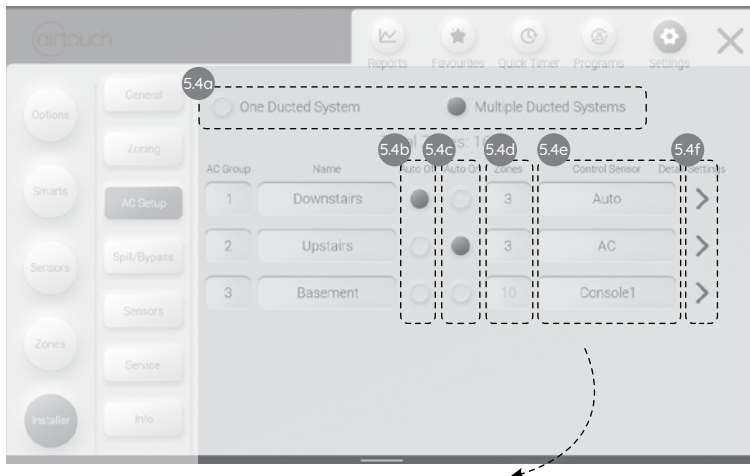 airtouch
Reports Favourites Quick Timer Programs Settings
5.4a
One Ducted System Multiple Ducted Systems
5.4b 5.4c 5.4d 5.4e 5.4f
AC Group Name Auto Off Auto On Zones Control Sensor Detail Settings
1 Downstairs 3 Auto
2 Upstairs 3 AC
3 Basement 10 Console1
Options
Smarts
Sensors
Zones
Installer
General
Zoning
AC Setup
Spill/Bypass
Sensors
Service
Info